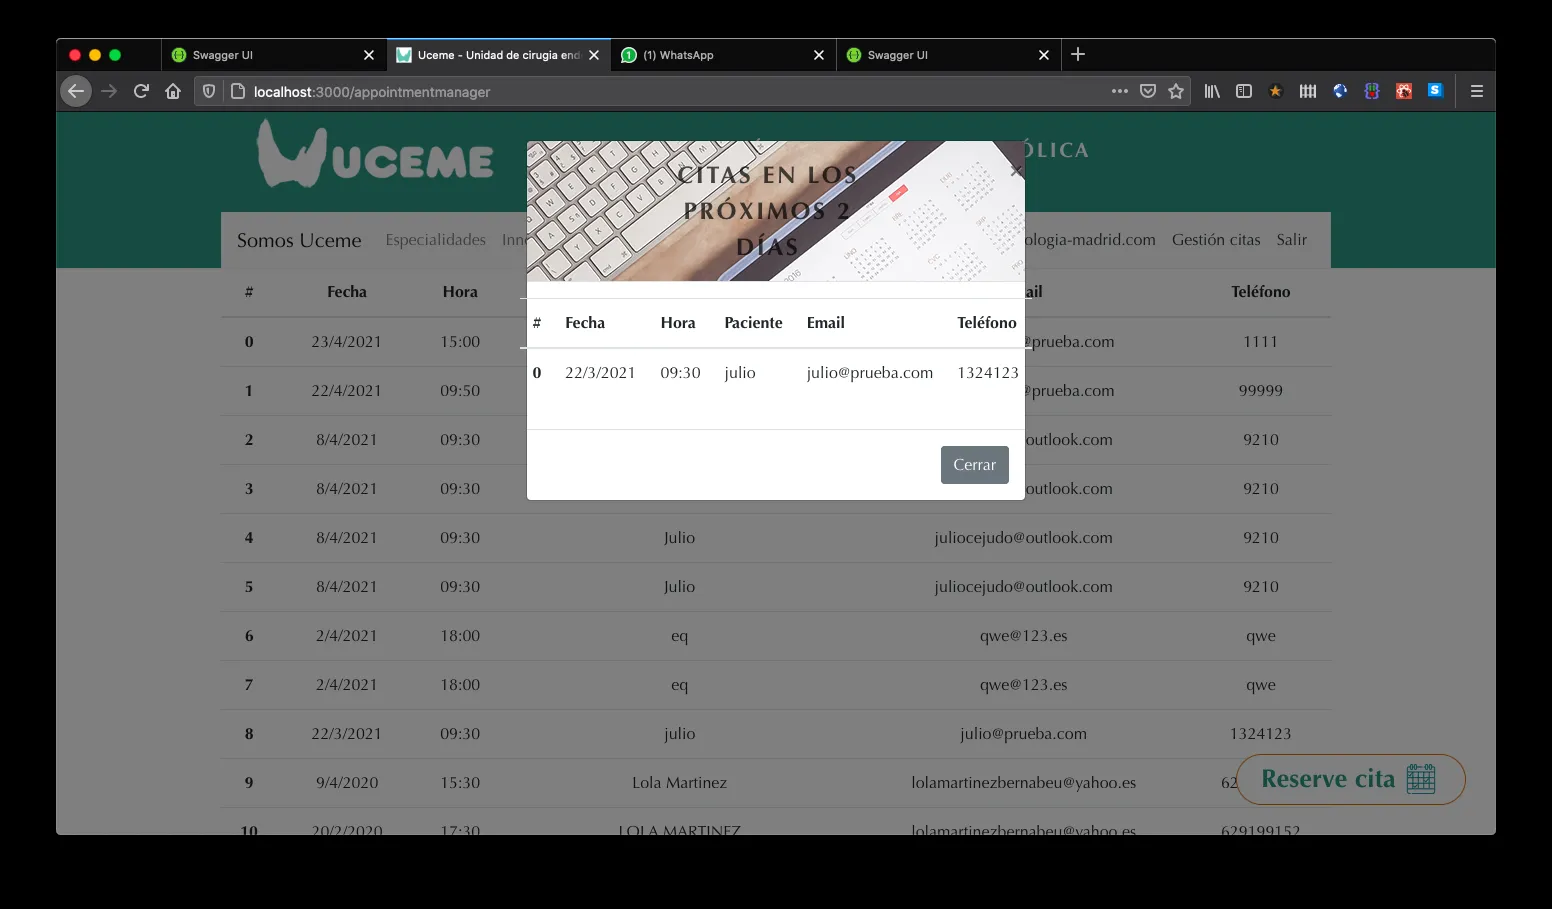 Swagger UI
Uceme - Unidad de cirugia end
1 (1) WhatsApp
Swagger UI
localhost:3000/appointmentmanager
S
UCEME
ÓLICA
Somos Uceme Especialidades Inn
ologia-madrid.com Gestión citas Salir
CITAS EN LOS
PRÓXIMOS 2
DÍAS
×
# Fecha Hora Paciente Email Teléfono
0 22/3/2021 09:30 julio julio@prueba.com 1324123
Cerrar
# Fecha Hora ail Teléfono
0 23/4/2021 15:00 @prueba.com 1111
1 22/4/2021 09:50 @prueba.com 99999
2 8/4/2021 09:30 outlook.com 9210
3 8/4/2021 09:30 outlook.com 9210
4 8/4/2021 09:30 Julio juliocejudo@outlook.com 9210
5 8/4/2021 09:30 Julio juliocejudo@outlook.com 9210
6 2/4/2021 18:00 eq qwe@123.es qwe
7 2/4/2021 18:00 eq qwe@123.es qwe
8 22/3/2021 09:30 julio julio@prueba.com 1324123
9 9/4/2020 15:30 Lola Martinez lolamartinezbernabeu@yahoo.es 62
10 20/2/2020 17:30 LOLA MARTINEZ lolamartinezbernabeu@yahoo.es 629199152
Reserve cita